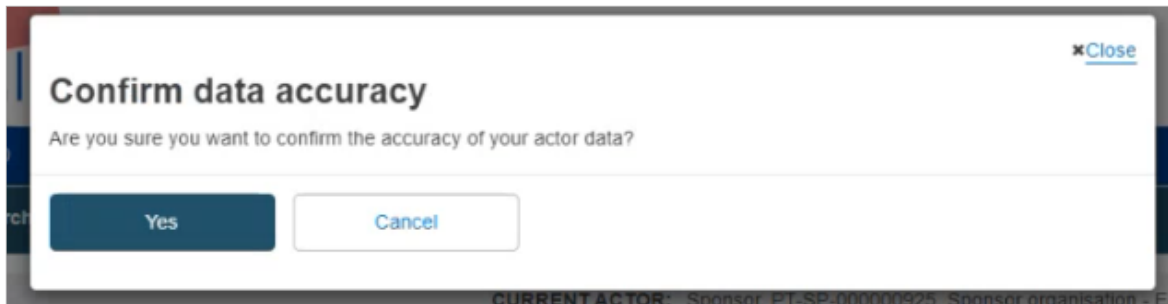 ×Close
Confirm data accuracy
Are you sure you want to confirm the accuracy of your actor data?
Yes
Cancel
CURRENT ACTOR: Sponsor, PT-SP-000000925, Sponsor organisation -